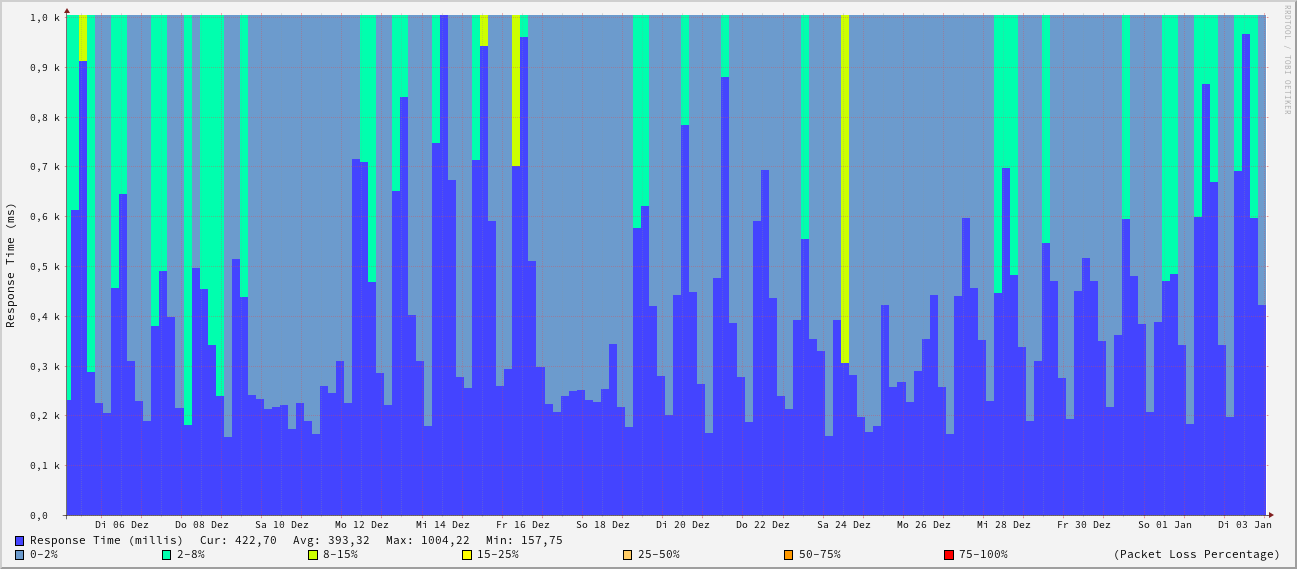 RRDTOOL / TOBI OETIKER
Response Time (ms)
1,0 k
0,9 k
0,8 k
0,7 k
0,6 k
0,5 k
0,4 k
0,3 k
0,2 k
0,1 k
0,0
Di 06 Dez Do 08 Dez Sa 10 Dez Mo 12 Dez Mi 14 Dez Fr 16 Dez So 18 Dez Di 20 Dez Do 22 Dez Sa 24 Dez Mo 26 Dez Mi 28 Dez Fr 30 Dez So 01 Jan Di 03 Jan
Response Time (millis) Cur: 422,70 Avg: 393,32 Max: 1004,22 Min: 157,75
0-2% 2-8% 8-15% 15-25% 25-50% 50-75% 75-100% (Packet Loss Percentage)